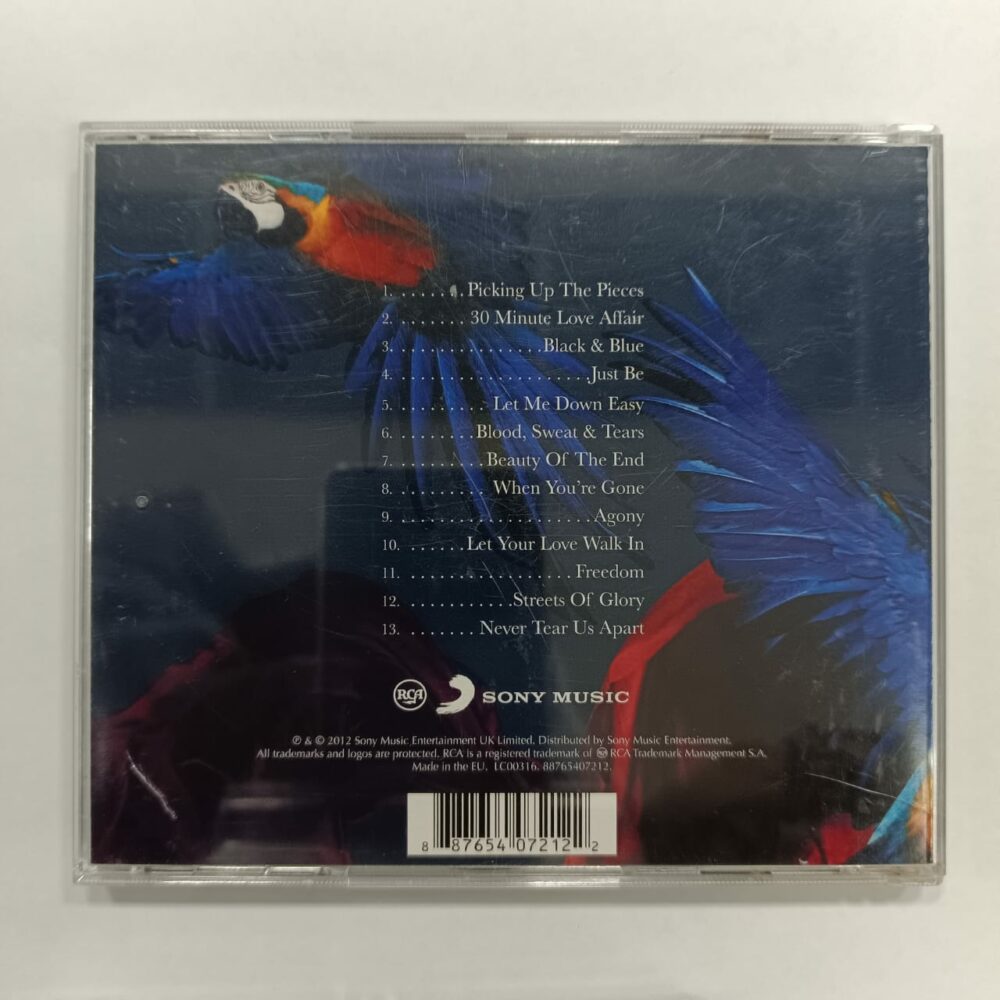 1. . . . . . . . Picking Up The Pieces
2. . . . . . . . 30 Minute Love Affair
3. . . . . . . . . . . . . . . . Black & Blue
4. . . . . . . . . . . . . . . . . . . . . Just Be
5. . . . . . . . . . Let Me Down Easy
6. . . . . . . . . Blood, Sweat & Tears
7. . . . . . . . . . Beauty Of The End
8. . . . . . . . . . When You're Gone
9. . . . . . . . . . . . . . . . . . . . . Agony
10. . . . . . . Let Your Love Walk In
11. . . . . . . . . . . . . . . . . . Freedom
12. . . . . . . . . . . . Streets Of Glory
13. . . . . . . . Never Tear Us Apart
RCA SONY MUSIC
℗ & © 2012 Sony Music Entertainment UK Limited. Distributed by Sony Music Entertainment.
All trademarks and logos are protected. RCA is a registered trademark of RCA RCA Trademark Management S.A.
Made in the EU. LC00316. 88765407212.
8 87654 07212 2